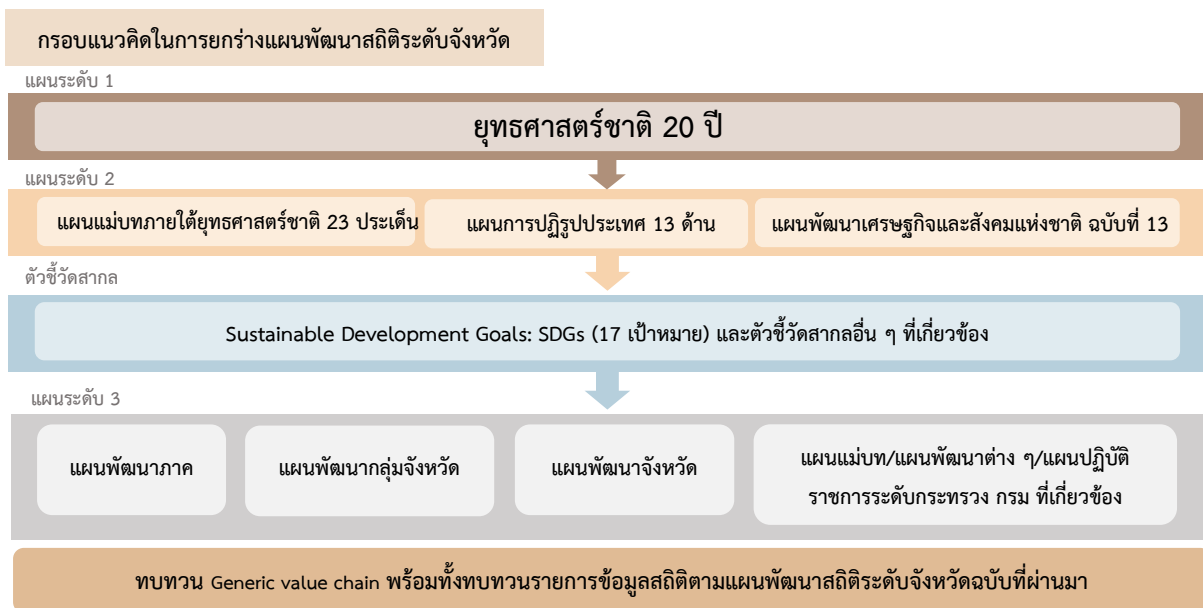 กรอบแนวคิดในการยกร่างแผนพัฒนาสถิติระดับจังหวัด
แผนระดับ 1
ยุทธศาสตร์ชาติ 20 ปี
แผนระดับ 2
แผนแม่บทภายใต้ยุทธศาสตร์ชาติ 23 ประเด็น
แผนการปฏิรูปประเทศ 13 ด้าน
แผนพัฒนาเศรษฐกิจและสังคมแห่งชาติ ฉบับที่ 13
ตัวชี้วัดสากล
Sustainable Development Goals: SDGs (17 เป้าหมาย) และตัวชี้วัดสากลอื่น ๆ ที่เกี่ยวข้อง
แผนระดับ 3
แผนพัฒนาภาค
แผนพัฒนากลุ่มจังหวัด
แผนพัฒนาจังหวัด
แผนแม่บท/แผนพัฒนาต่าง ๆ/แผนปฏิบัติ
ราชการระดับกระทรวง กรม ที่เกี่ยวข้อง
ทบทวน Generic value chain พร้อมทั้งทบทวนรายการข้อมูลสถิติตามแผนพัฒนาสถิติระดับจังหวัดฉบับที่ผ่านมา